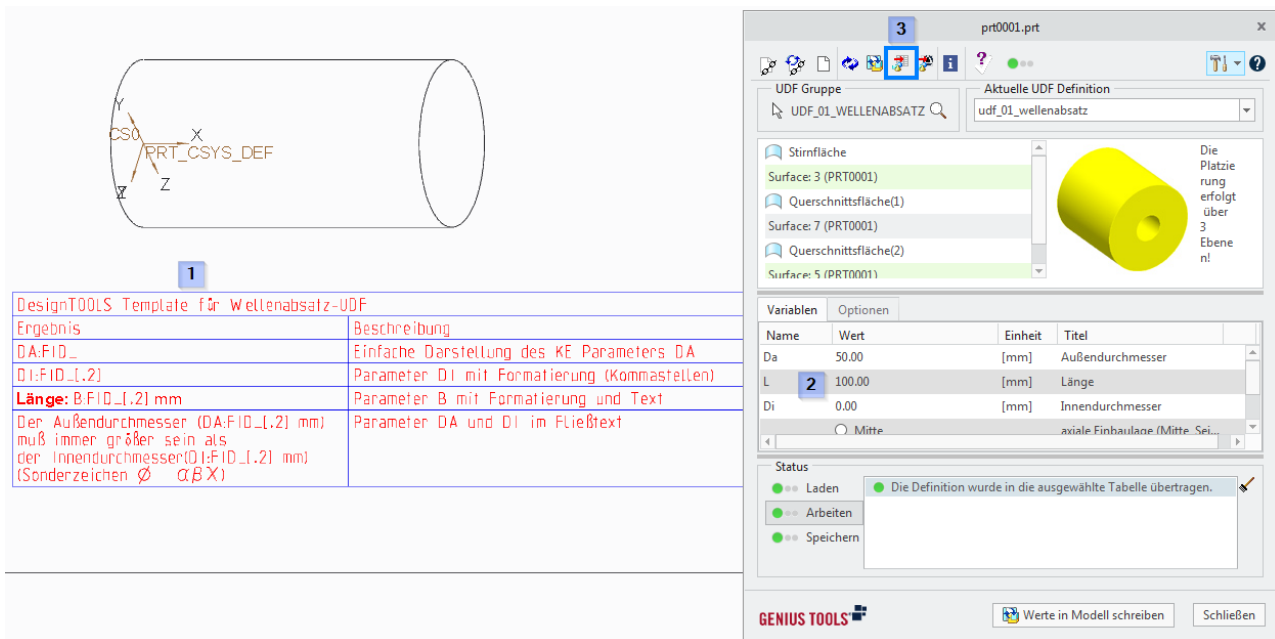 Y
CS0
X
PRT_CSYS_DEF
Z
1
DesignTOOLS Template für Wellenabsatz-UDF
Ergebnis
Beschreibung
DA:FID_
Einfache Darstellung des KE Parameters DA
DI:FID_[.2]
Parameter DI mit Formatierung (Kommastellen)
Länge: B:FID_[.2] mm
Parameter B mit Formatierung und Text
Der Außendurchmesser (DA:FID_[.2] mm)
muß immer größer sein als
der Innendurchmesser(DI:FID_[.2] mm)
(Sonderzeichen Ø αβΧ)
Parameter DA und DI im FLießtext
prt0001.prt
x
3
UDF Gruppe
UDF_01_WELLENABSATZ
Aktuelle UDF Definition
udf_01_wellenabsatz
Stirnfläche
Surface: 3 (PRT0001)
Querschnittsfläche(1)
Surface: 7 (PRT0001)
Querschnittsfläche(2)
Surface: 5 (PRT0001)
Die
Platzie
rung
erfolgt
über
3
Ebene
n!
Variablen
Optionen
Name Wert Einheit Titel
Da 50.00 [mm] Außendurchmesser
L 2 100.00 [mm] Länge
Di 0.00 [mm] Innendurchmesser
Mitte axiale Einbaulage (Mitte, Sei...
Status
Laden
Die Definition wurde in die ausgewählte Tabelle übertragen.
Arbeiten
Speichern
GENIUS TOOLS
Werte in Modell schreiben
Schließen